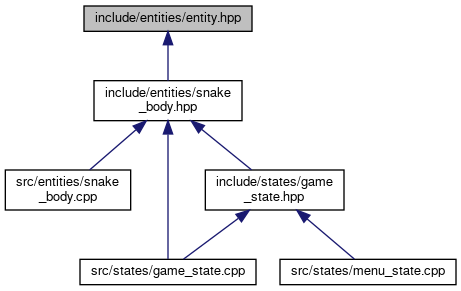 include/entities/entity.hpp
include/entities/snake
_body.hpp
src/entities/snake
_body.cpp
include/states/game
_state.hpp
src/states/game_state.cpp
src/states/menu_state.cpp